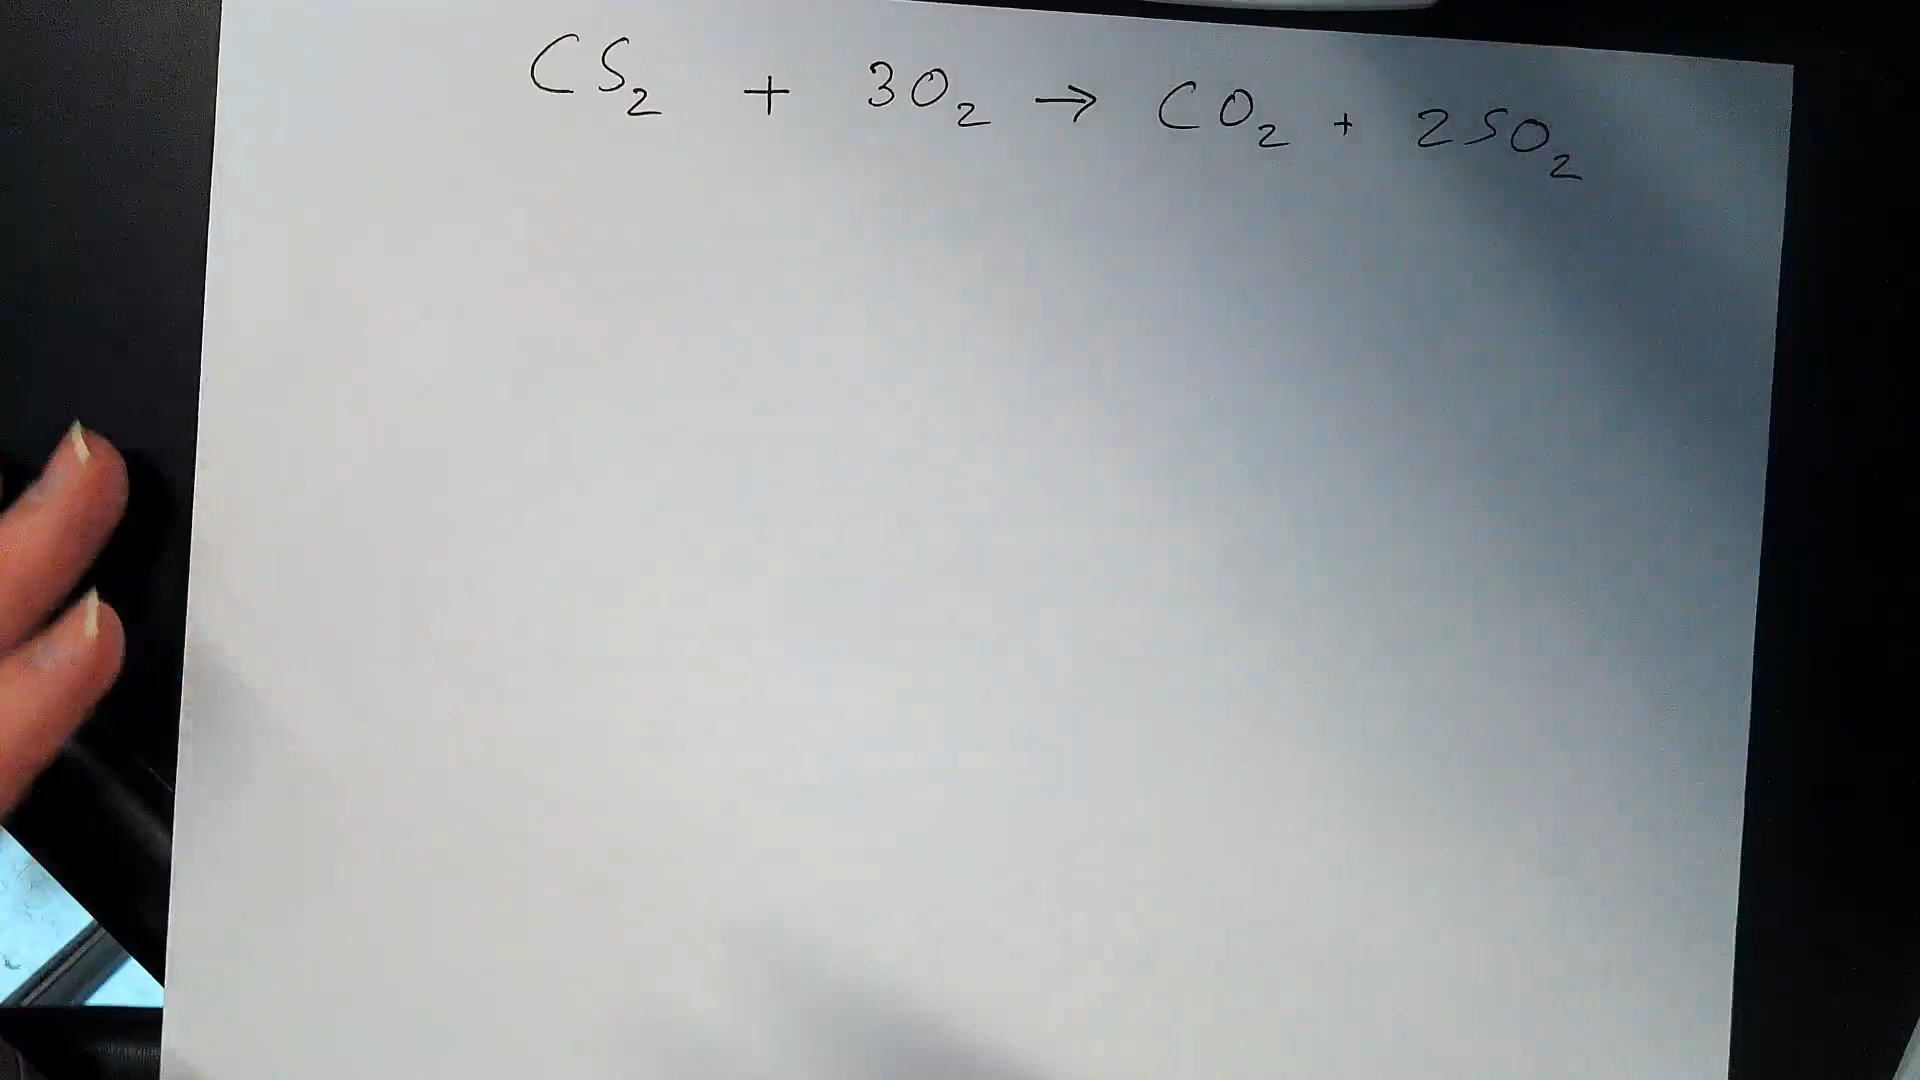 CS₂ + 3O₂ → CO₂ + 2SO₂